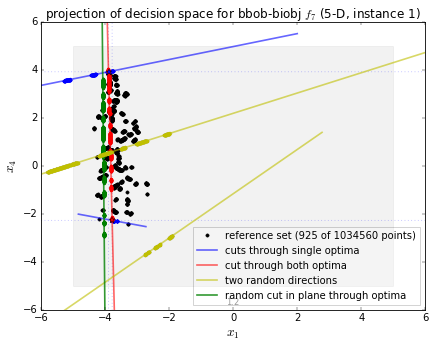 projection of decision space for bbob-biobj f₇ (5-D, instance 1)
6
4
2
0
−2
−4
−6
x₄
reference set (925 of 1034560 points)
cuts through single optima
cut through both optima
two random directions
random cut in plane through optima
−6
−4
−2
0
2
4
6
x₁